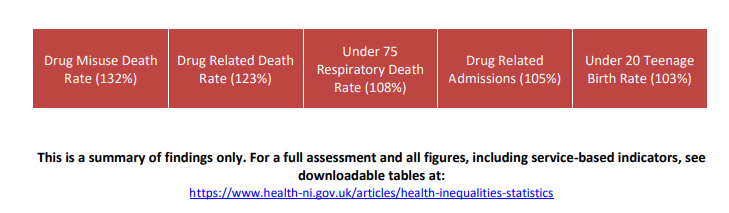 Drug Misuse Death
Rate (132%)
Drug Related Death
Rate (123%)
Under 75
Respiratory Death
Rate (108%)
Drug Related
Admissions (105%)
Under 20 Teenage
Birth Rate (103%)
This is a summary of findings only. For a full assessment and all figures, including service-based indicators, see
downloadable tables at:
https://www.health-ni.gov.uk/articles/health-inequalities-statistics